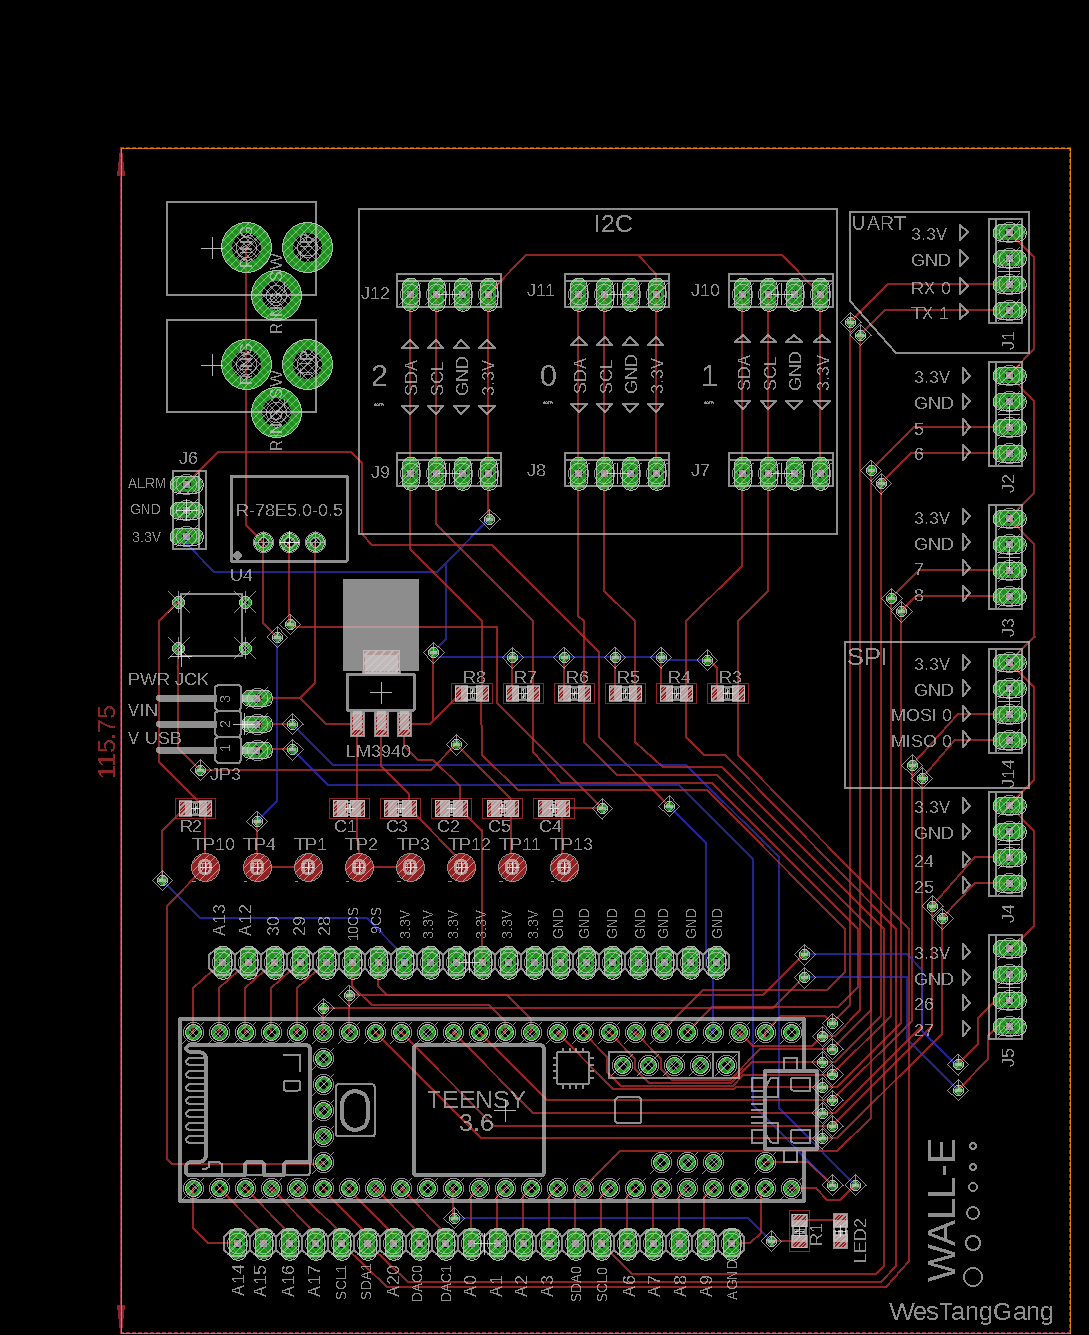 I2C
UART
3.3V
GND
RX 0
TX 1
J1
J12
J11
J10
SDA
SCL
GND
3.3V
SDA
SCL
GND
3.3V
SDA
SCL
GND
3.3V
2
0
1
J9
J8
J7
3.3V
GND
5
6
J2
J6
ALRM
GND
3.3V
R-78E5.0-0.5
U4
3.3V
GND
7
8
J3
SPI
3.3V
GND
MOSI 0
MISO 0
J14
PWR JCK
VIN
V USB
3
2
1
JP3
LM3940
R8
R7
R6
R5
R4
R3
115.75
R2
C1
C3
C2
C5
C4
TP10
TP4
TP1
TP2
TP3
TP12
TP11
TP13
3.3V
GND
24
25
J4
A13
A12
30
29
28
10CS
9CS
3.3V
3.3V
3.3V
3.3V
3.3V
3.3V
GND
GND
GND
GND
GND
GND
GND
3.3V
GND
26
27
J5
TEENSY
3.6
A14
A15
A16
A17
SCL1
SDA1
A20
DAC0
DAC1
A0
A1
A2
A3
SDA0
SCL0
A6
A7
A8
A9
AGND
R1
LED2
WALL-E
WesTangGang